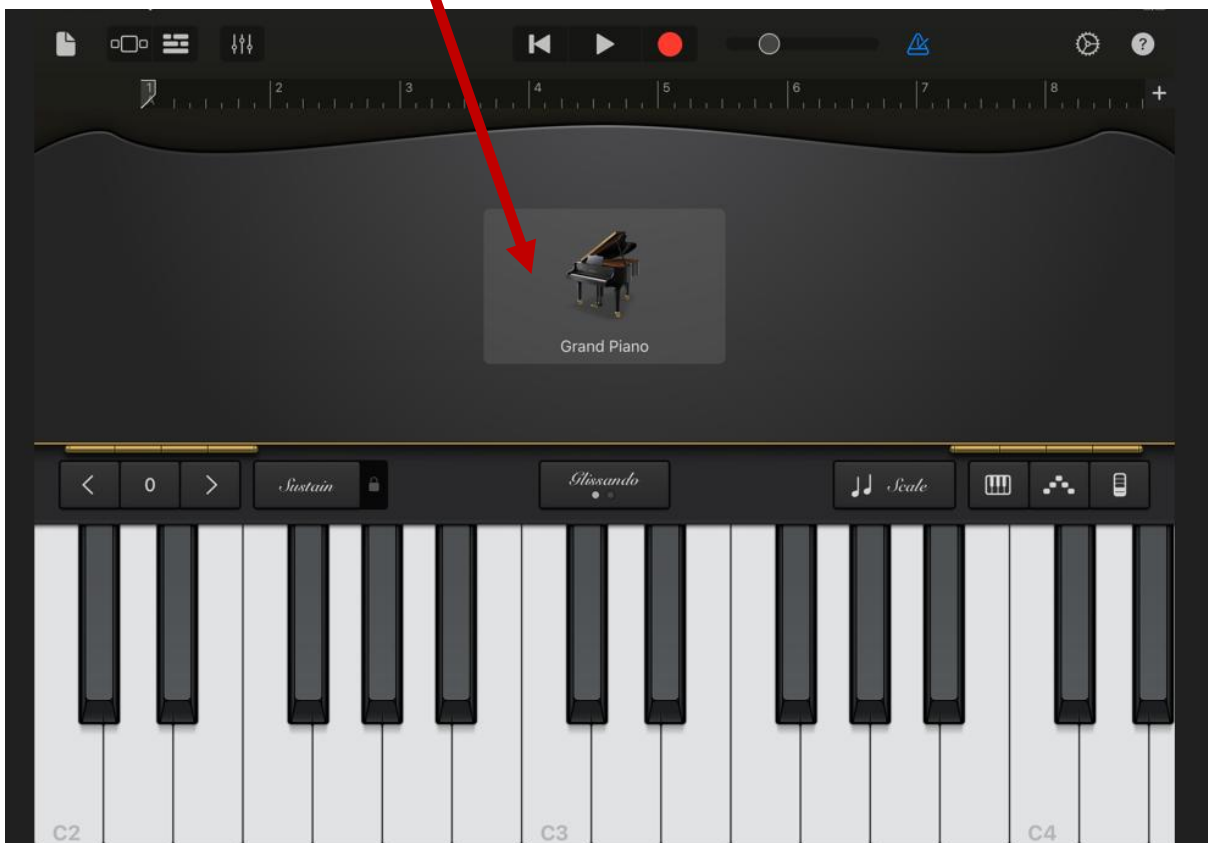 ?
1 2 3 4 5 6 7 8 +
Grand Piano
< 0 > Sustain Glissando Scale
C2 C3 C4